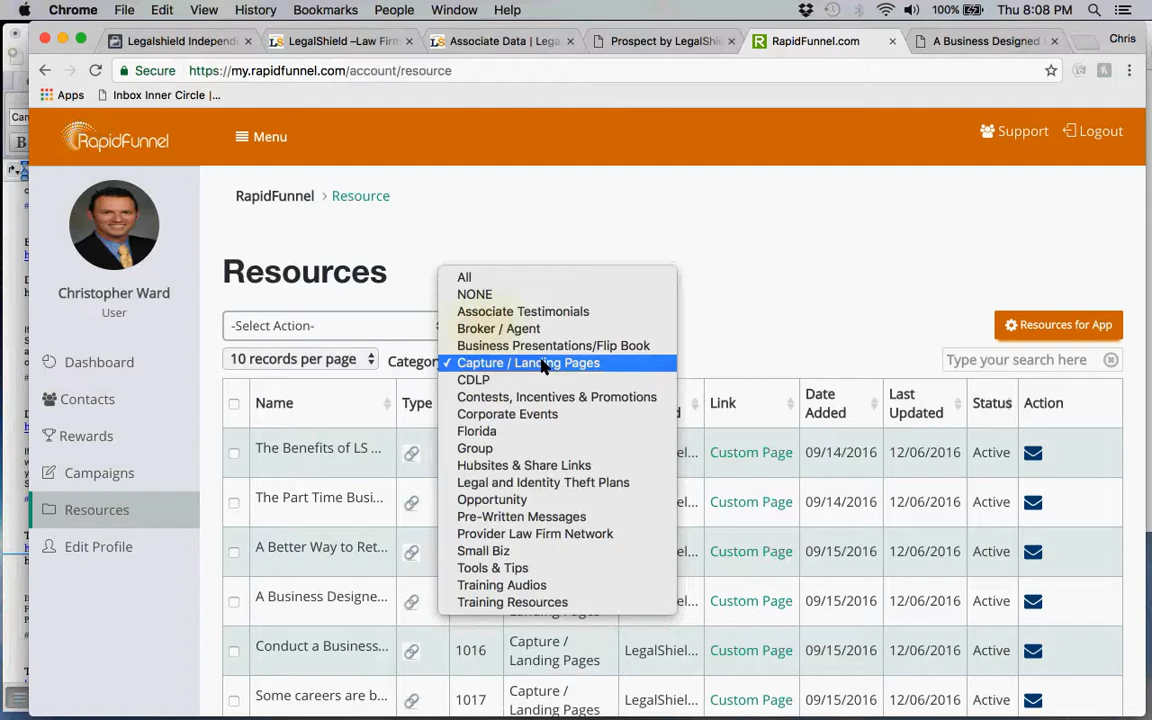 Chrome File Edit View History Bookmarks People Window Help 100% Thu 8:08 PM
Legalshield Independ
LegalShield –Law Firm
Associate Data | Lega
Prospect by LegalShi
RapidFunnel.com
A Business Designed
Chris
Secure https://my.rapidfunnel.com/account/resource
Apps Inbox Inner Circle |...
RapidFunnel
Menu
Support Logout
Christopher Ward
User
Dashboard
Contacts
Rewards
Campaigns
Resources
Edit Profile
RapidFunnel > Resource
Resources
-Select Action-
Resources for App
10 records per page
Categor
Type your search here
All
NONE
Associate Testimonials
Broker / Agent
Business Presentations/Flip Book
✓ Capture / Landing Pages
CDLP
Contests, Incentives & Promotions
Corporate Events
Florida
Group
Hubsites & Share Links
Legal and Identity Theft Plans
Opportunity
Pre-Written Messages
Provider Law Firm Network
Small Biz
Tools & Tips
Training Audios
Training Resources
Name Type Link Date Added Last Updated Status Action
The Benefits of LS ... el... Custom Page 09/14/2016 12/06/2016 Active
The Part Time Busi... el... Custom Page 09/14/2016 12/06/2016 Active
A Better Way to Ret... el... Custom Page 09/15/2016 12/06/2016 Active
A Business Designe... el... Custom Page 09/15/2016 12/06/2016 Active
Conduct a Business... 1016 Capture / Landing Pages LegalShiel... Custom Page 09/15/2016 12/06/2016 Active
Some careers are b... 1017 Capture / Landing Pages LegalShiel... Custom Page 09/15/2016 12/06/2016 Active